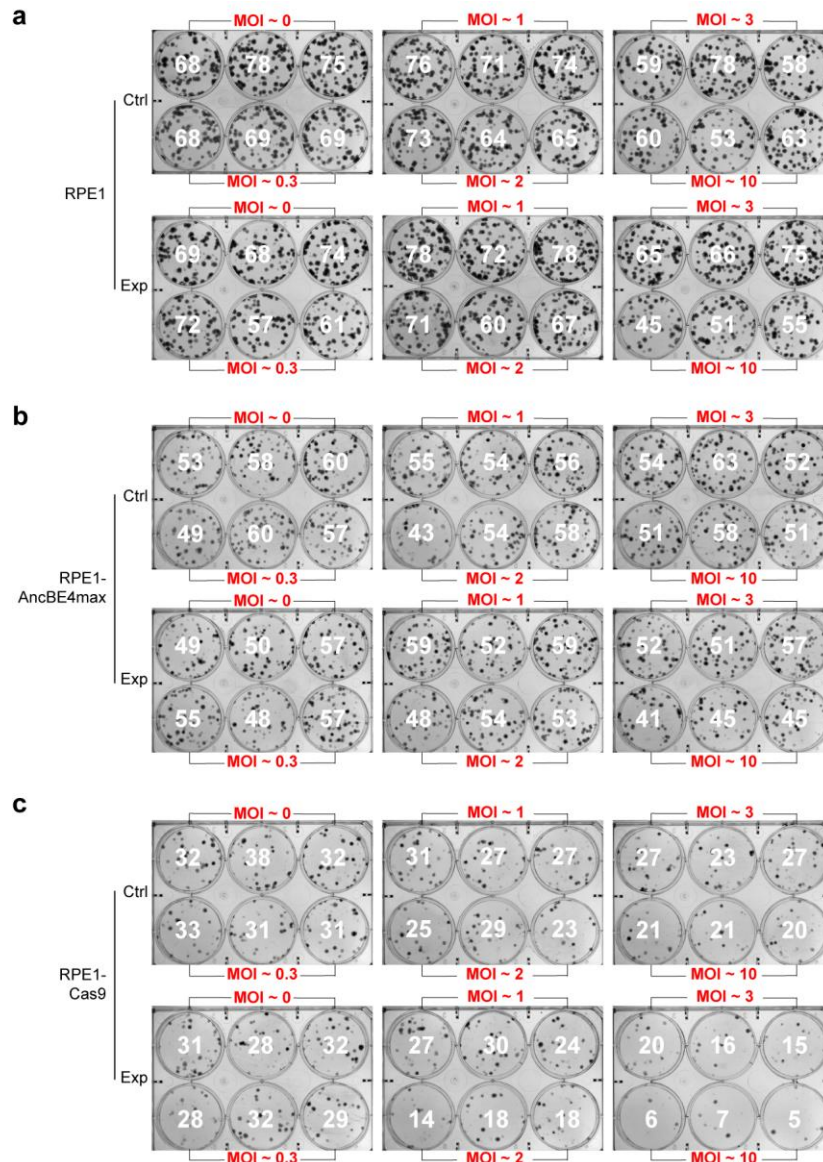 a
MOI ~ 0 MOI ~ 1 MOI ~ 3
68 78 75 76 71 74 59 78 58
Ctrl
68 69 69 73 64 65 60 53 63
MOI ~ 0.3 MOI ~ 2 MOI ~ 10
RPE1
MOI ~ 0 MOI ~ 1 MOI ~ 3
69 68 74 78 72 78 65 66 75
Exp
72 57 61 71 60 67 45 51 55
MOI ~ 0.3 MOI ~ 2 MOI ~ 10
b
MOI ~ 0 MOI ~ 1 MOI ~ 3
53 58 60 55 54 56 54 63 52
Ctrl
49 60 57 43 54 58 51 58 51
MOI ~ 0.3 MOI ~ 2 MOI ~ 10
RPE1-
AncBE4max
MOI ~ 0 MOI ~ 1 MOI ~ 3
49 50 57 59 52 59 52 51 57
Exp
55 48 57 48 54 53 41 45 45
MOI ~ 0.3 MOI ~ 2 MOI ~ 10
c
MOI ~ 0 MOI ~ 1 MOI ~ 3
32 38 32 31 27 27 27 23 27
Ctrl
33 31 31 25 29 23 21 21 20
MOI ~ 0.3 MOI ~ 2 MOI ~ 10
RPE1-
Cas9
MOI ~ 0 MOI ~ 1 MOI ~ 3
31 28 32 27 30 24 20 16 15
Exp
28 32 29 14 18 18 6 7 5
MOI ~ 0.3 MOI ~ 2 MOI ~ 10